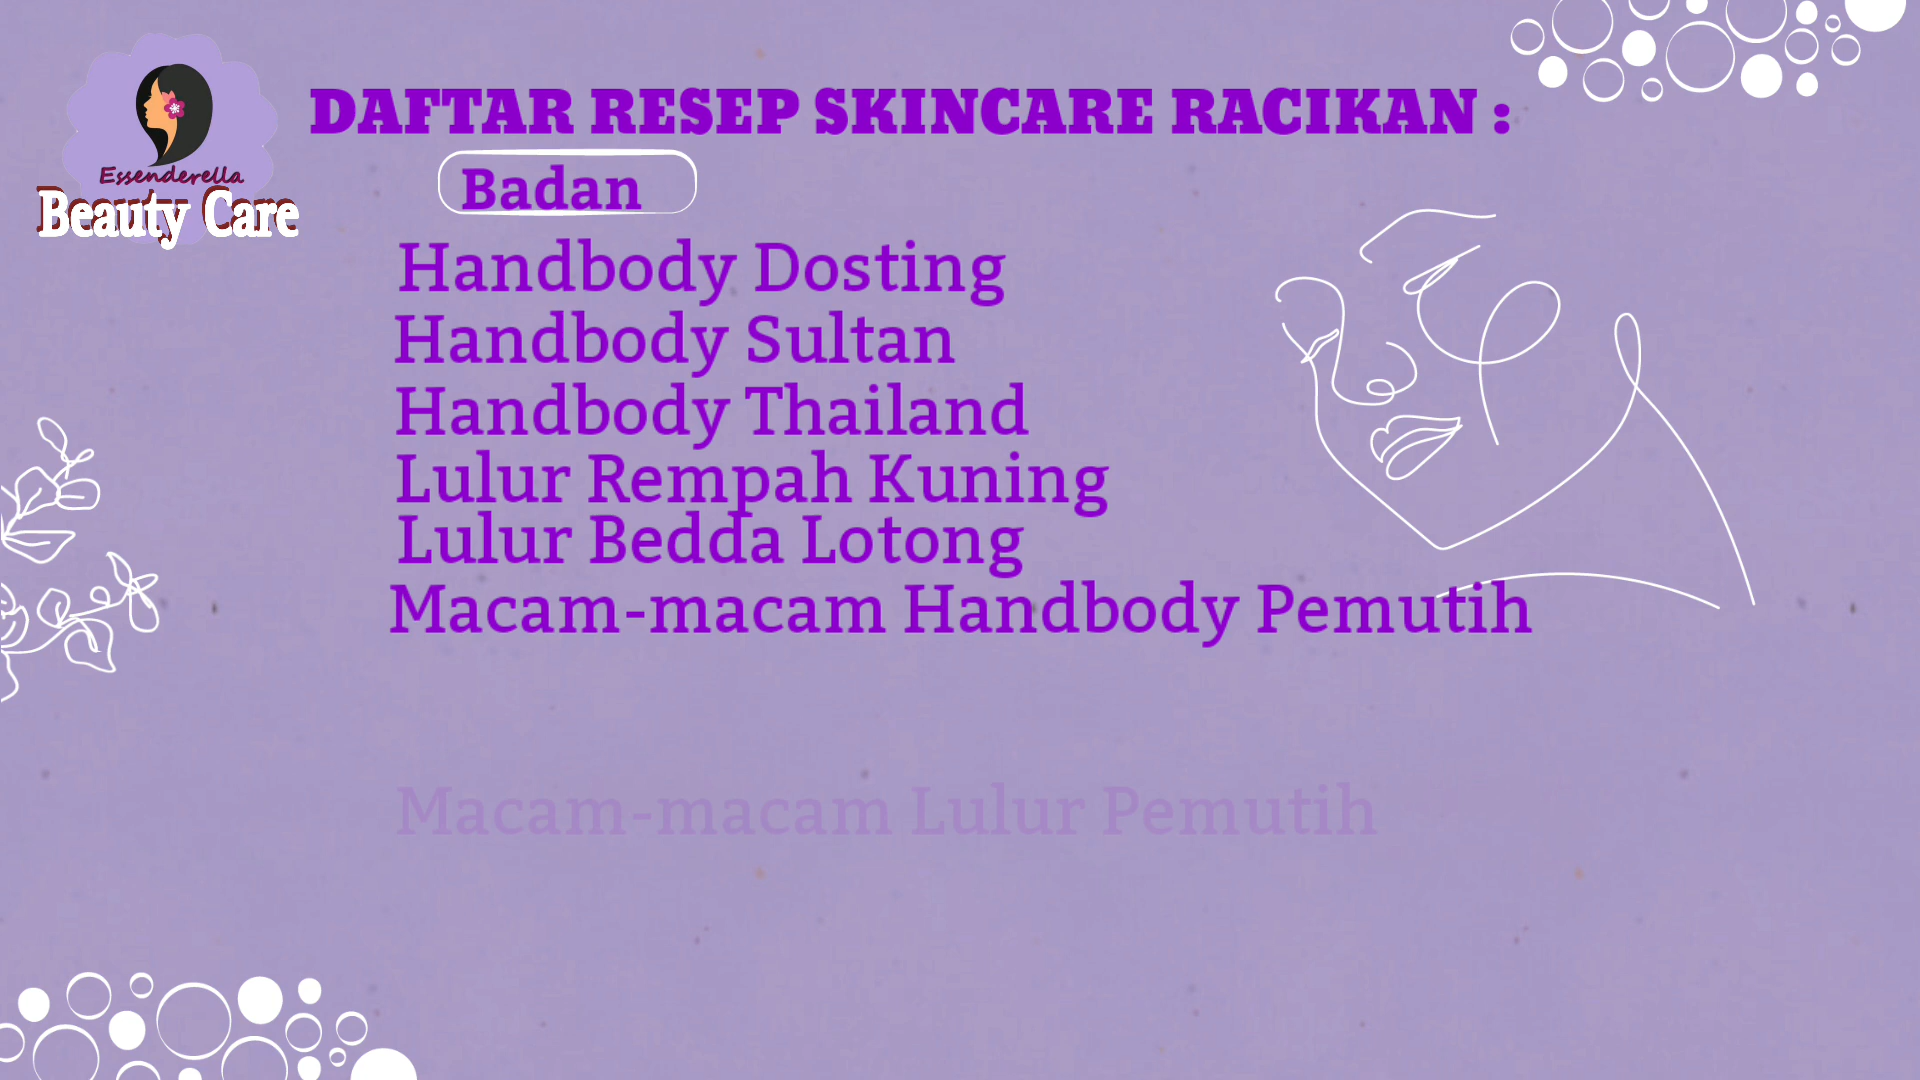 Essenderella
Beauty Care
DAFTAR RESEP SKINCARE RACIKAN :
Badan
Handbody Dosting
Handbody Sultan
Handbody Thailand
Lulur Rempah Kuning
Lulur Bedda Lotong
Macam-macam Handbody Pemutih
Macam-macam Lulur Pemutih